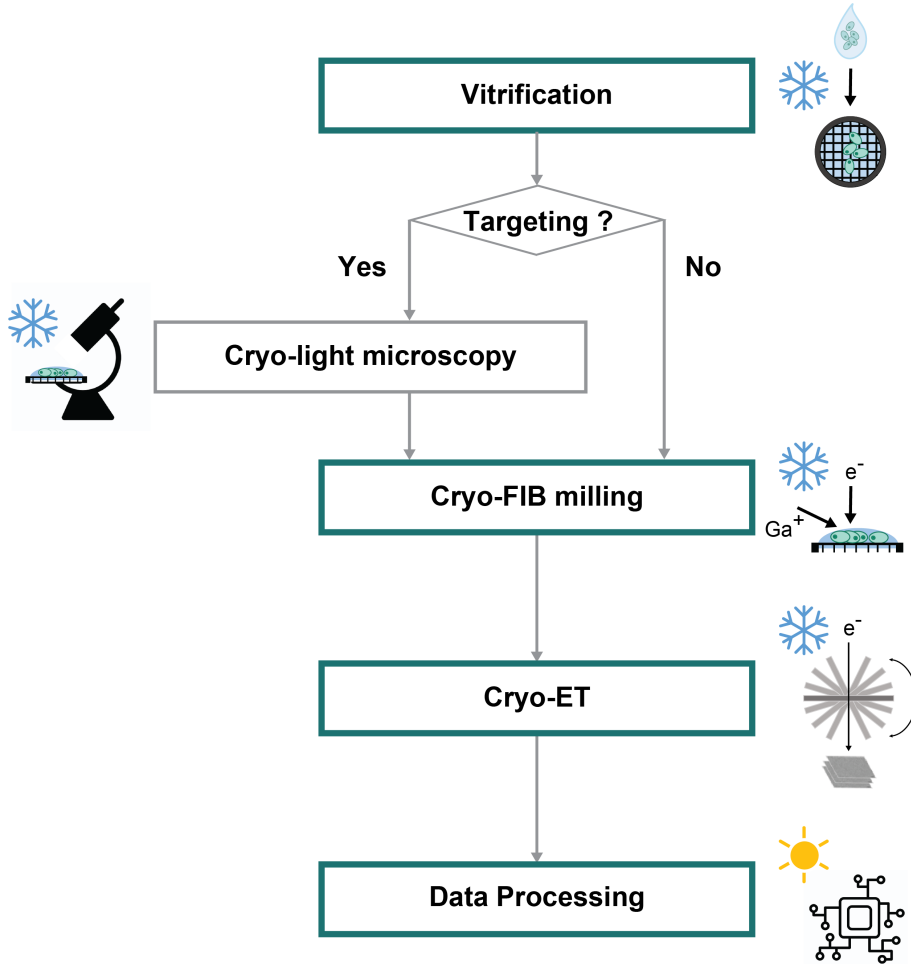 Vitrification
Targeting ?
Yes
No
Cryo-light microscopy
Cryo-FIB milling
e⁻
Ga⁺
Cryo-ET
e⁻
Data Processing